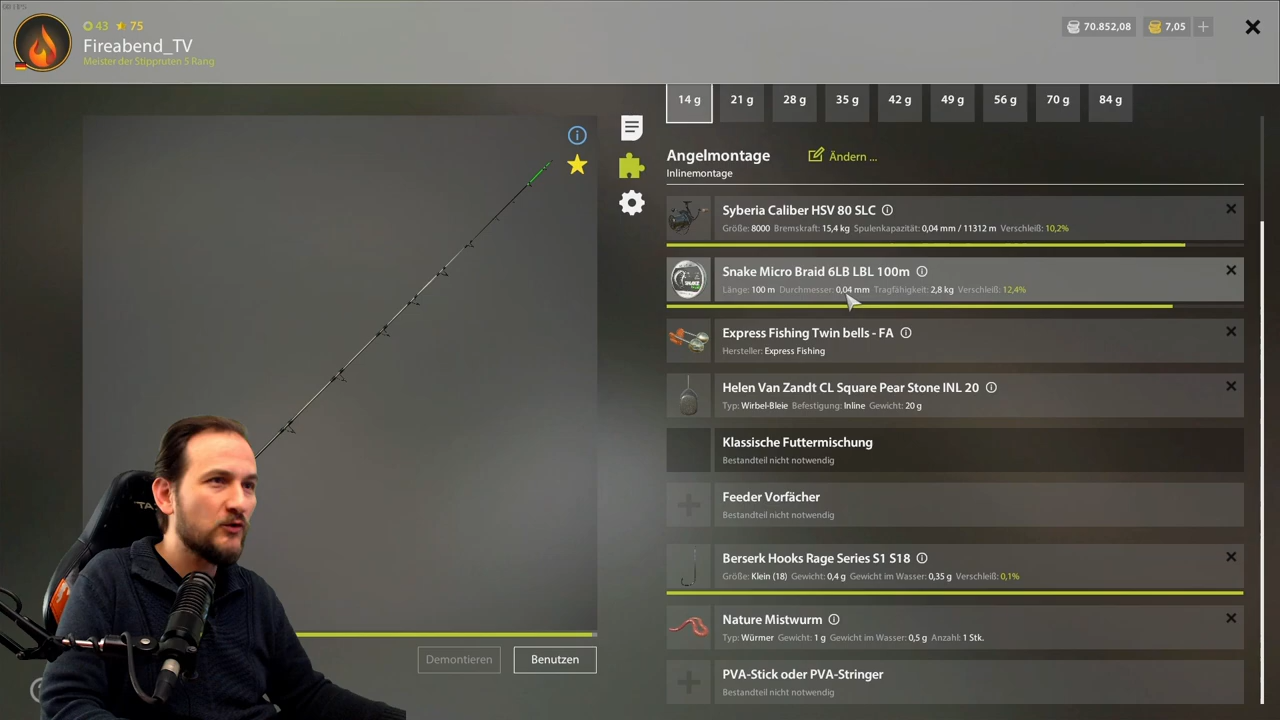 43 75
Fireabend_TV
Meister der Stippruten 5 Rang
70.852,08
7,05
14 g
21 g
28 g
35 g
42 g
49 g
56 g
70 g
84 g
Angelmontage
Ändern ...
Inlinemontage
Syberia Caliber HSV 80 SLC
Größe: 8000 Bremskraft: 15,4 kg Spulenkapazität: 0,04 mm / 11312 m Verschleiß: 10,2%
Snake Micro Braid 6LB LBL 100m
Länge: 100 m Durchmesser: 0,04 mm Tragfähigkeit: 2,8 kg Verschleiß: 12,4%
Express Fishing Twin bells - FA
Hersteller: Express Fishing
Helen Van Zandt CL Square Pear Stone INL 20
Typ: Wirbel-Bleie Befestigung: Inline Gewicht: 20 g
Klassische Futtermischung
Bestandteil nicht notwendig
Feeder Vorfächer
Bestandteil nicht notwendig
Berserk Hooks Rage Series S1 S18
Größe: Klein (18) Gewicht: 0,4 g Gewicht im Wasser: 0,35 g Verschleiß: 0,1%
Nature Mistwurm
Typ: Würmer Gewicht: 1 g Gewicht im Wasser: 0,5 g Anzahl: 1 Stk.
PVA-Stick oder PVA-Stringer
Bestandteil nicht notwendig
Demontieren
Benutzen